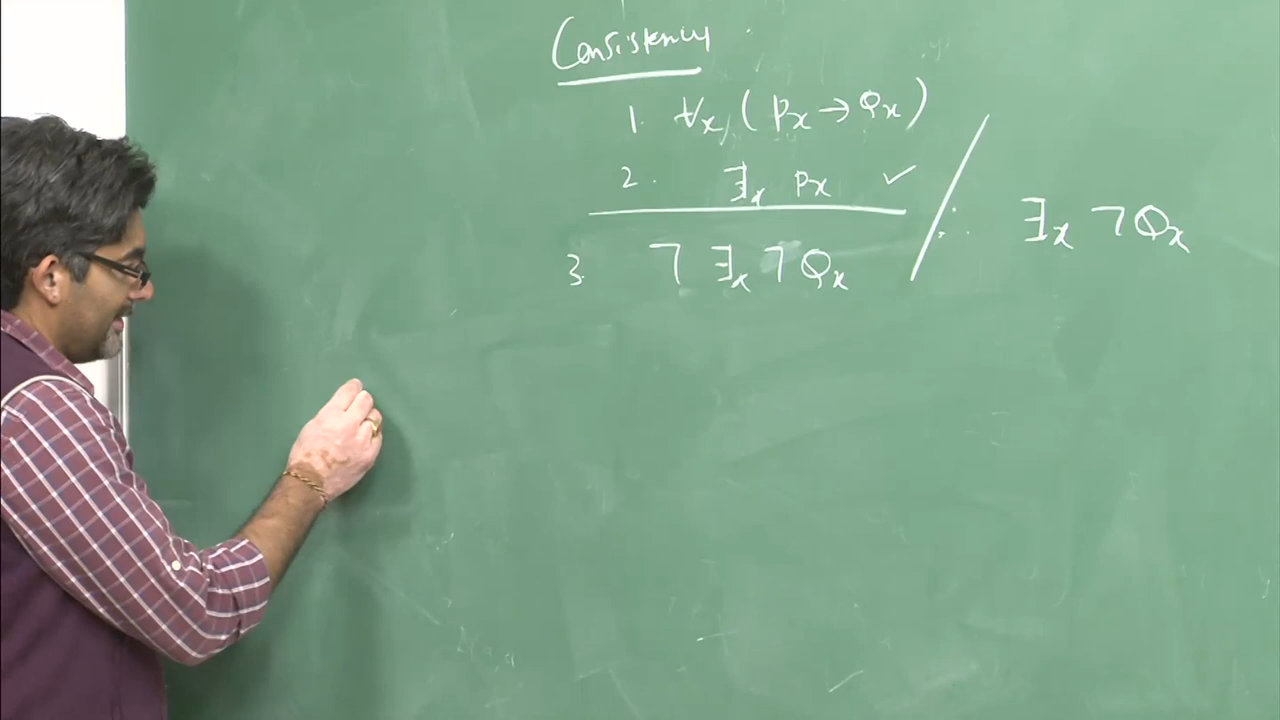 Consistency
1. ∀x (Px → Qx)
2. ∃x Px ✓
3. ¬ ∃x ¬ Qx / ∴ ∃x ¬ Qx